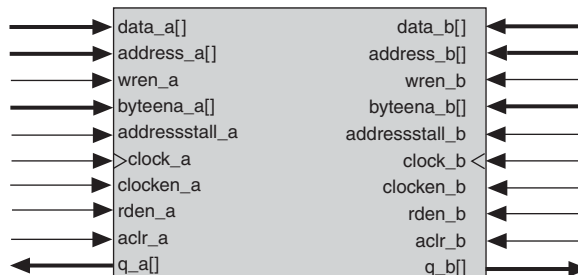 data_a[] data_b[]
address_a[] address_b[]
wren_a wren_b
byteena_a[] byteena_b[]
addressstall_a addressstall_b
clock_a clock_b
clocken_a clocken_b
rden_a rden_b
aclr_a aclr_b
q_a[] q_b[]